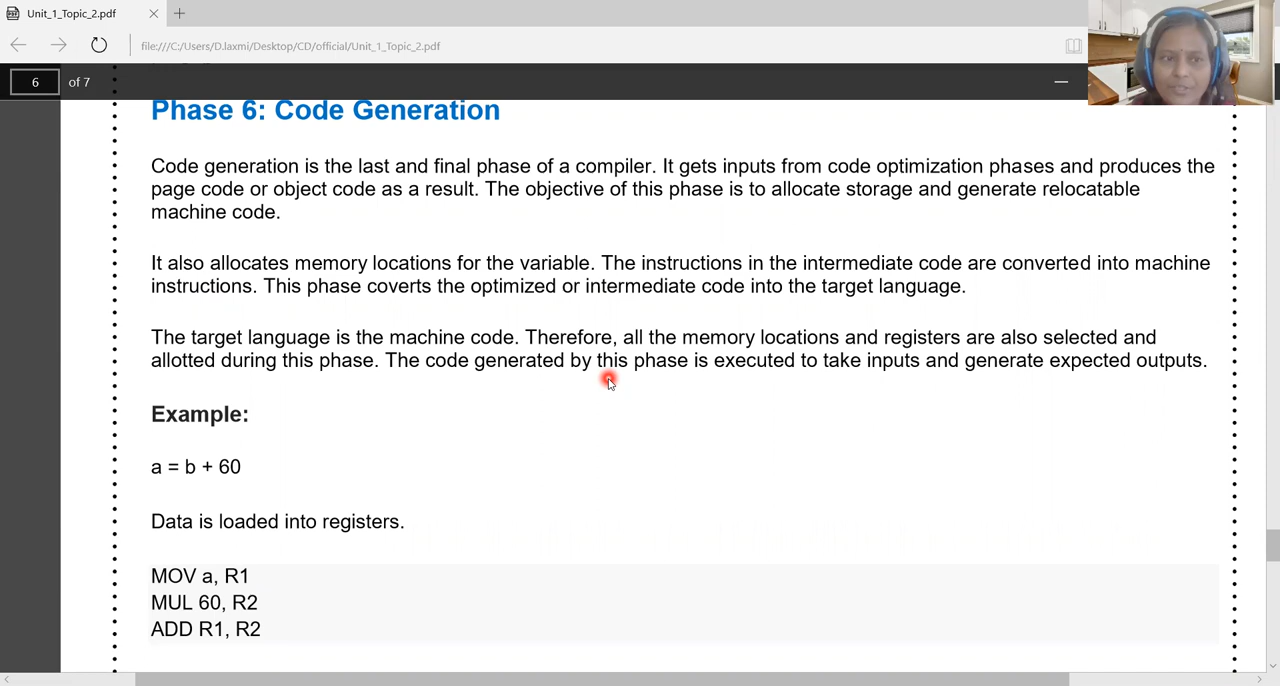 Unit_1_Topic_2.pdf
file:///C:/Users/D.laxmi/Desktop/CD/official/Unit_1_Topic_2.pdf
6 of 7
Phase 6: Code Generation
Code generation is the last and final phase of a compiler. It gets inputs from code optimization phases and produces the
page code or object code as a result. The objective of this phase is to allocate storage and generate relocatable
machine code.
It also allocates memory locations for the variable. The instructions in the intermediate code are converted into machine
instructions. This phase coverts the optimized or intermediate code into the target language.
The target language is the machine code. Therefore, all the memory locations and registers are also selected and
allotted during this phase. The code generated by this phase is executed to take inputs and generate expected outputs.
Example:
a = b + 60
Data is loaded into registers.
MOV a, R1
MUL 60, R2
ADD R1, R2